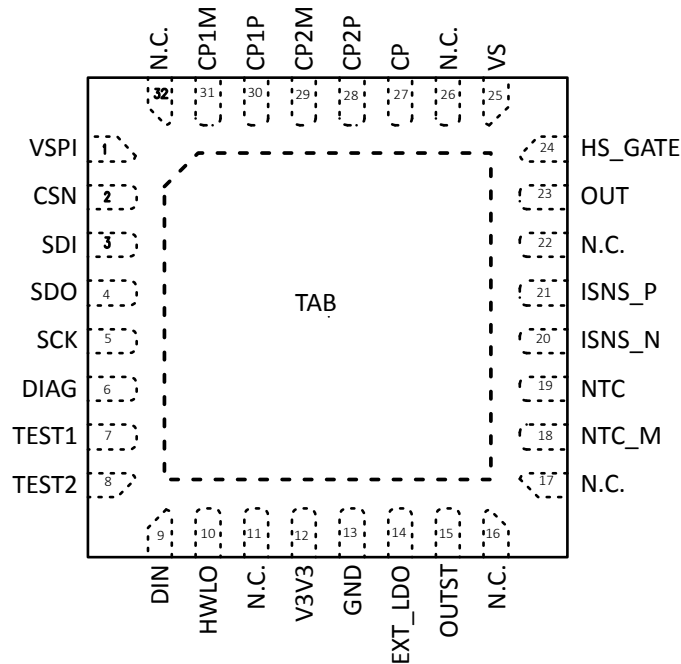 N.C.
CP1M
CP1P
CP2M
CP2P
CP
N.C.
VS
32
31
30
29
28
27
26
25
VSPI
1
CSN
2
SDI
3
SDO
4
SCK
5
DIAG
6
TEST1
7
TEST2
8
TAB
24
HS_GATE
23
OUT
22
N.C.
21
ISNS_P
20
ISNS_N
19
NTC
18
NTC_M
17
N.C.
9
10
11
12
13
14
15
16
DIN
HWLO
N.C.
V3V3
GND
EXT_LDO
OUTST
N.C.